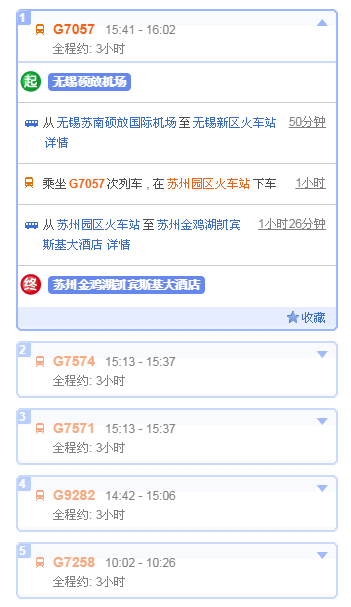 1
G7057 15:41 - 16:02
全程约: 3小时
起 无锡硕放机场
从 无锡苏南硕放国际机场 至 无锡新区火车站 50分钟
详情
乘坐 G7057 次列车 , 在 苏州园区火车站 下车 1小时
从 苏州园区火车站 至 苏州金鸡湖凯宾 1小时26分钟
斯基大酒店 详情
终 苏州金鸡湖凯宾斯基大酒店
收藏
2
G7574 15:13 - 15:37
全程约: 3小时
3
G7571 15:13 - 15:37
全程约: 3小时
4
G9282 14:42 - 15:06
全程约: 3小时
5
G7258 10:02 - 10:26
全程约: 3小时